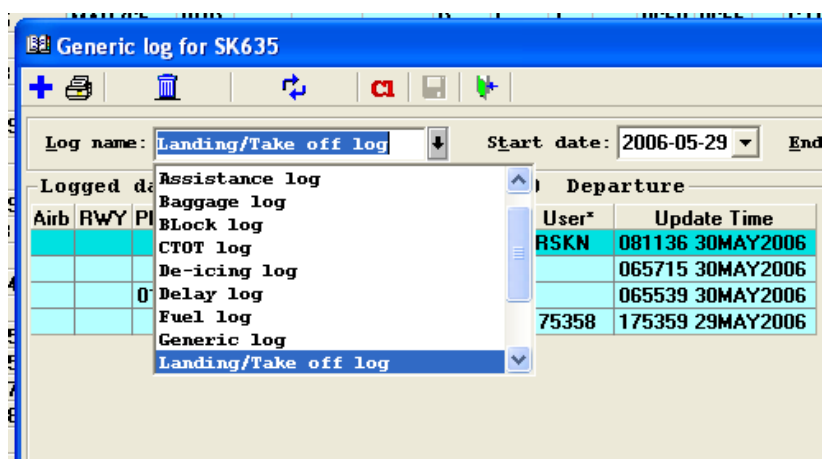 Generic log for SK635
C1
Log name: Landing/Take off log Start date: 2006-05-29 End
Logged da Departure
Airb RWY User* Update Time
RSKN 081136 30MAY2006
065715 30MAY2006
065539 30MAY2006
75358 175359 29MAY2006
Assistance log
Baggage log
BLock log
CTOT log
De-icing log
Delay log
Fuel log
Generic log
Landing/Take off log